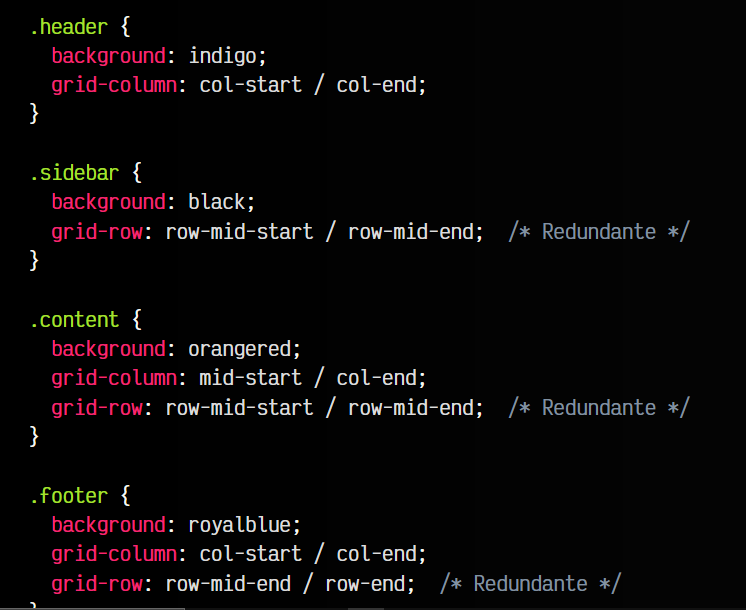 .header {
  background: indigo;
  grid-column: col-start / col-end;
}

.sidebar {
  background: black;
  grid-row: row-mid-start / row-mid-end;  /* Redundante */
}

.content {
  background: orangered;
  grid-column: mid-start / col-end;
  grid-row: row-mid-start / row-mid-end;  /* Redundante */
}

.footer {
  background: royalblue;
  grid-column: col-start / col-end;
  grid-row: row-mid-end / row-end;  /* Redundante */
}